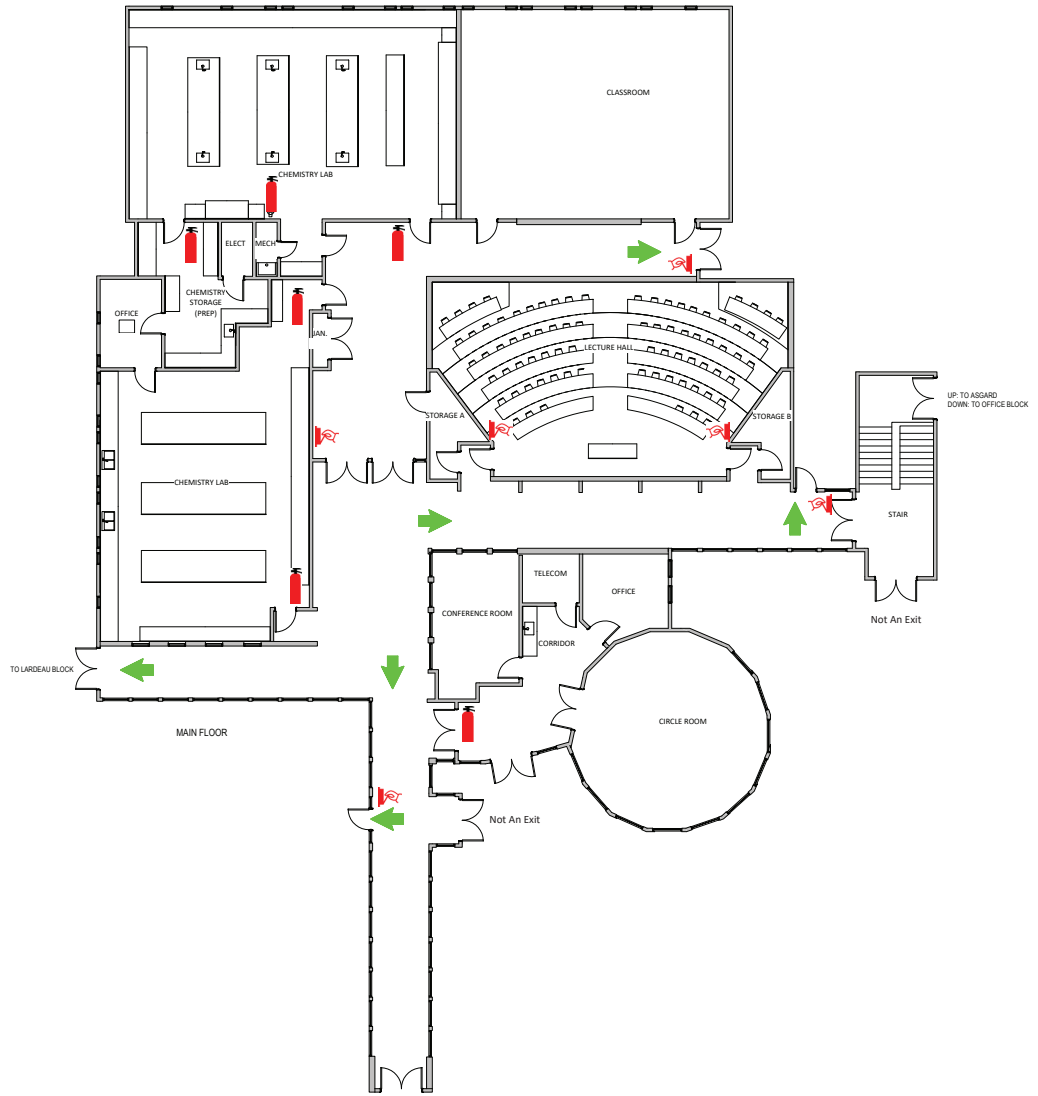 CLASSROOM
CHEMISTRY LAB
ELECT
MECH
CHEMISTRY
STORAGE
(PREP)
OFFICE
JAN.
LECTURE HALL
STORAGE A
STORAGE B
UP: TO ASGARD
DOWN: TO OFFICE BLOCK
CHEMISTRY LAB
STAIR
TELECOM
OFFICE
CONFERENCE ROOM
Not An Exit
CORRIDOR
TO LARDEAU BLOCK
CIRCLE ROOM
MAIN FLOOR
Not An Exit